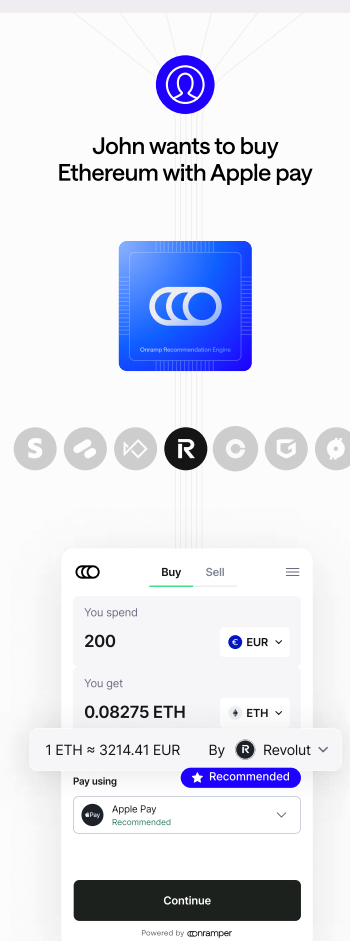 John wants to buy
Ethereum with Apple pay
Onramp Recommendation Engine
Buy Sell
You spend
200 EUR
You get
0.08275 ETH ETH
1 ETH ≈ 3214.41 EUR By Revolut
Pay using Recommended
Pay Apple Pay
Recommended
Continue
Powered by onramper